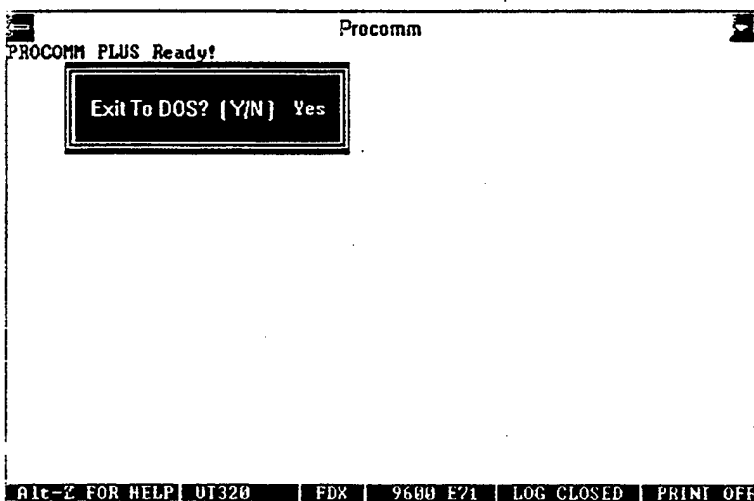 Procomm
PROCOMM PLUS Ready!
Exit To DOS? (Y/N) Yes
Alt-Z FOR HELP| VT320 | FDX | 9600 E71 | LOG CLOSED | PRINT OFF